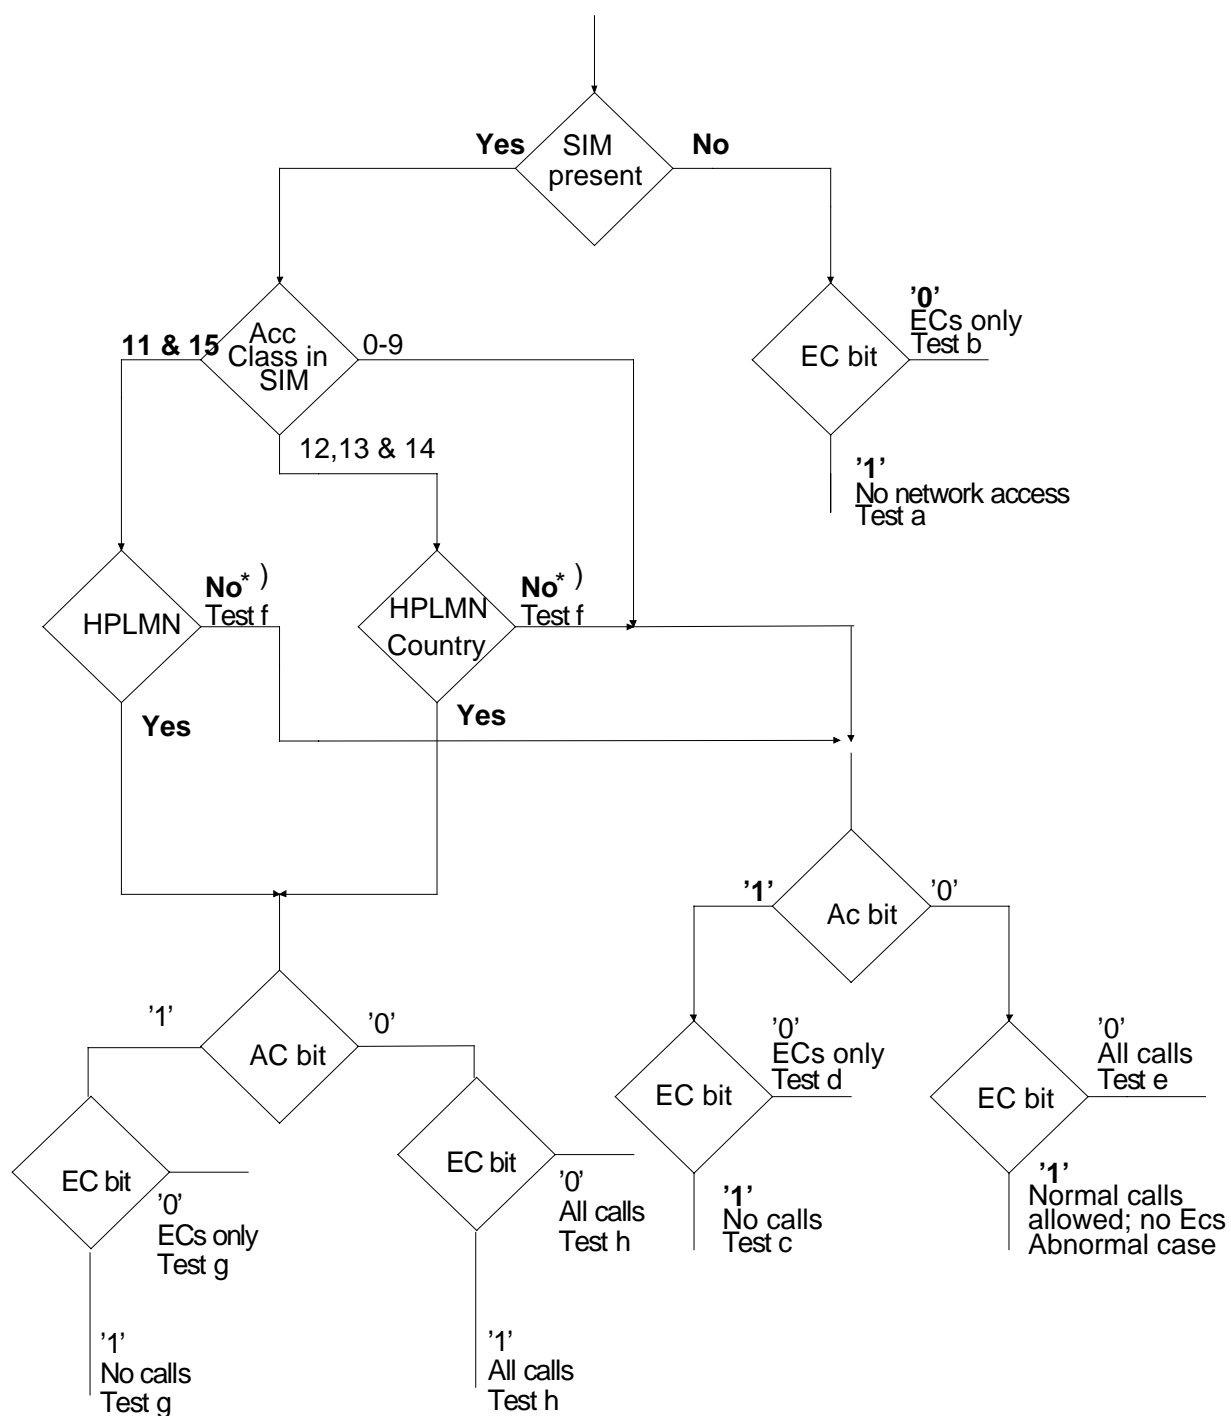 Yes
SIM
present
No
11 & 15
Acc
Class in
SIM
0-9
12,13 & 14
EC bit
’0’
ECs only
Test b
’1’
No network access
Test a
HPLMN
No* )
Test f
Yes
HPLMN
Country
No* )
Test f
Yes
’1’
Ac bit
’0’
’1’
AC bit
’0’
EC bit
’0’
ECs only
Test d
’1’
No calls
Test c
EC bit
’0’
All calls
Test e
’1’
Normal calls
allowed; no Ecs
Abnormal case
EC bit
’0’
ECs only
Test g
’1’
No calls
Test g
EC bit
’0’
All calls
Test h
’1’
All calls
Test h